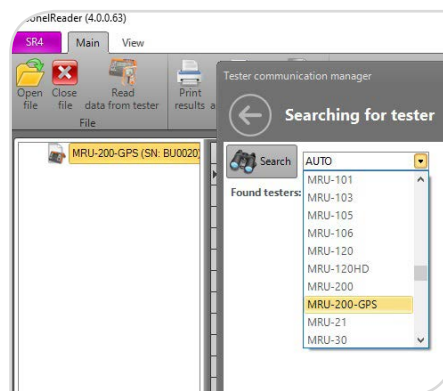 onelReader (4.0.0.63)
SR4 Main View
Open file
Close file
Read data from tester
Print results
File
Tester communication manager
Searching for tester
MRU-200-GPS (SN: BU0020
Search
AUTO
Found testers:
MRU-101
MRU-103
MRU-105
MRU-106
MRU-120
MRU-120HD
MRU-200
MRU-200-GPS
MRU-21
MRU-30